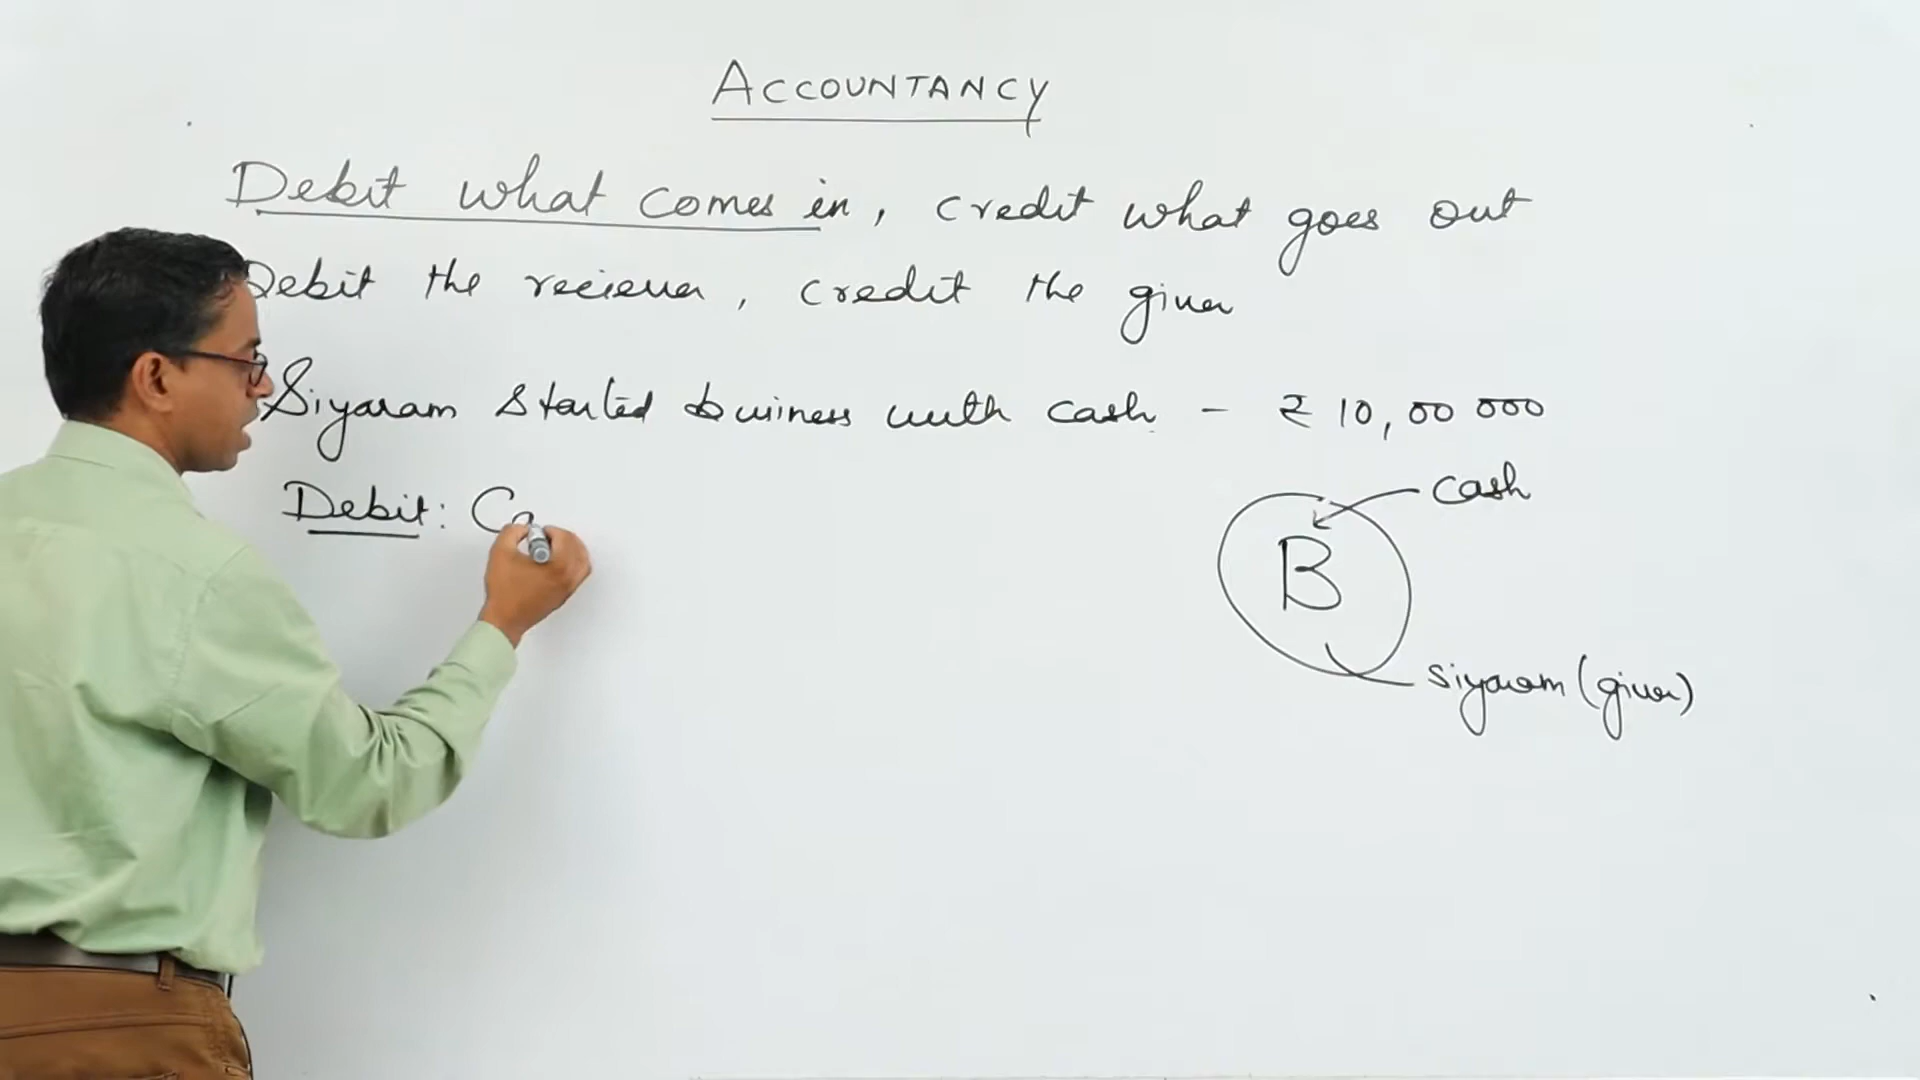 ACCOUNTANCY
Debit what comes in, credit what goes out
Debit the reciever, credit the giver
Siyaram started business with cash - ₹ 10,00 000
Debit: Ca
cash
B
siyaram (giver)